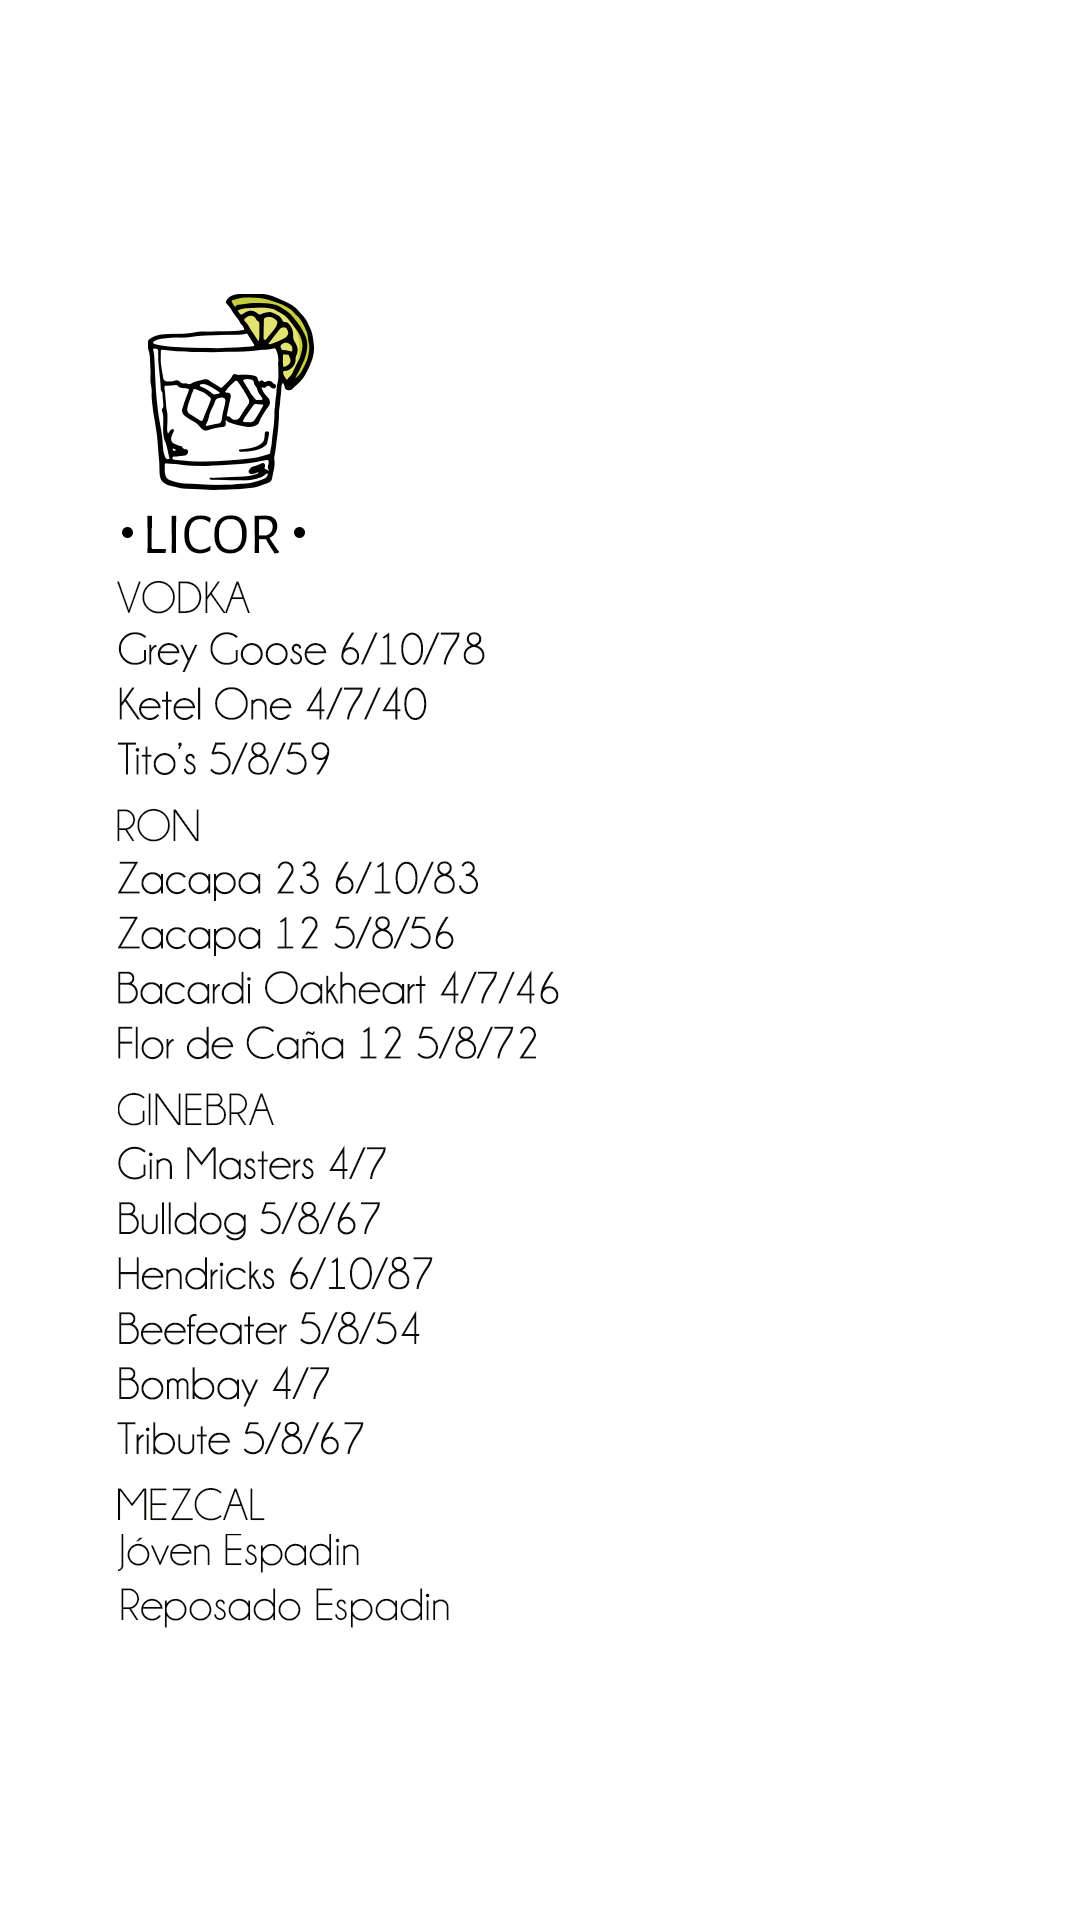 • LICOR •
VODKA
Grey Goose 6/10/78
Ketel One 4/7/40
Tito’s 5/8/59
RON
Zacapa 23 6/10/83
Zacapa 12 5/8/56
Bacardi Oakheart 4/7/46
Flor de Caña 12 5/8/72
GINEBRA
Gin Masters 4/7
Bulldog 5/8/67
Hendricks 6/10/87
Beefeater 5/8/54
Bombay 4/7
Tribute 5/8/67
MEZCAL
Jóven Espadin
Reposado Espadin